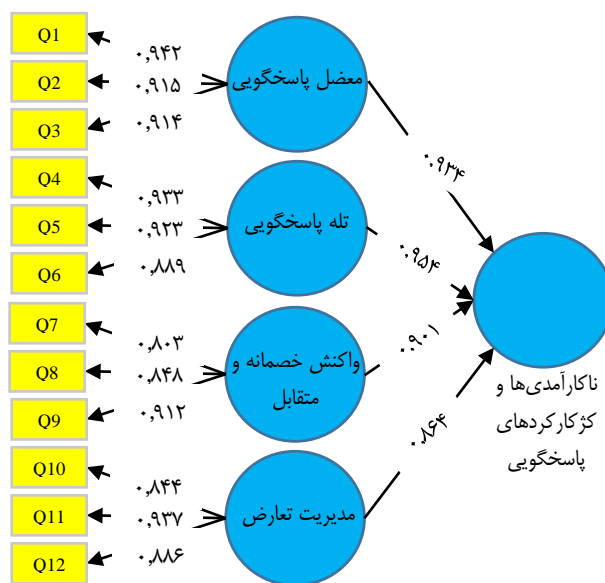 Q1
Q2
Q3
Q4
Q5
Q6
Q7
Q8
Q9
Q10
Q11
Q12
۰,۹۴۲
۰,۹۱۵
۰,۹۱۴
۰,۹۳۳
۰,۹۲۳
۰,۸۸۹
۰,۸۰۳
۰,۸۴۸
۰,۹۱۲
۰,۸۴۴
۰,۹۳۷
۰,۸۸۶
معضل پاسخگویی
تله پاسخگویی
واکنش خصمانه و
متقابل
مدیریت تعارض
۰.۹۳۴
۰.۹۵۴
۰.۹۰۱
۰.۸۶۴
ناکارآمدی‌ها و
کژکارکردهای
پاسخگویی